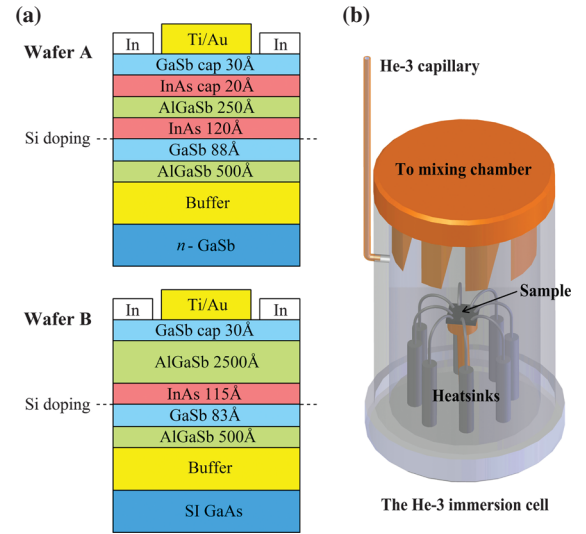 (a)
In
Ti/Au
In
Wafer A
GaSb cap 30Å
InAs cap 20Å
AlGaSb 250Å
InAs 120Å
Si doping
GaSb 88Å
AlGaSb 500Å
Buffer
n- GaSb
In
Ti/Au
In
Wafer B
GaSb cap 30Å
AlGaSb 2500Å
InAs 115Å
Si doping
GaSb 83Å
AlGaSb 500Å
Buffer
SI GaAs
(b)
He-3 capillary
To mixing chamber
Sample
Heatsinks
The He-3 immersion cell